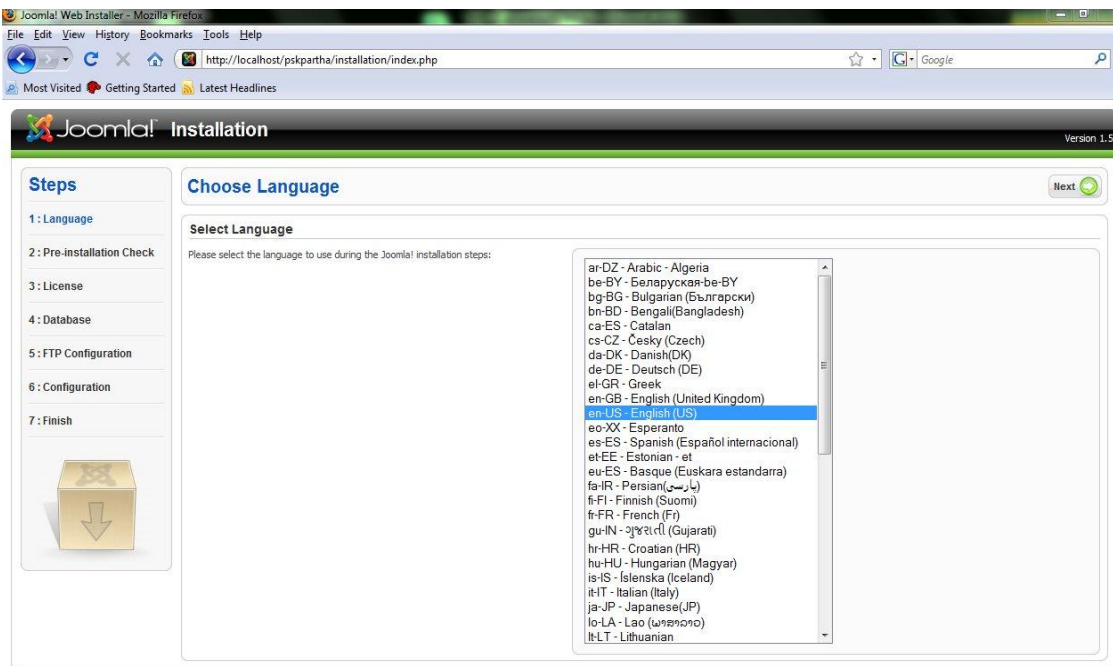 Joomla! Web Installer - Mozilla Firefox
File Edit View History Bookmarks Tools Help
http://localhost/pskpartha/installation/index.php
Google
Most Visited Getting Started Latest Headlines
Joomla! Installation
Version 1.5
Steps
1 : Language
2 : Pre-installation Check
3 : License
4 : Database
5 : FTP Configuration
6 : Configuration
7 : Finish
Choose Language
Next
Select Language
Please select the language to use during the Joomla! installation steps:
ar-DZ - Arabic - Algeria
be-BY - Беларуская-be-BY
bg-BG - Bulgarian (Български)
bn-BD - Bengali(Bangladesh)
ca-ES - Catalan
cs-CZ - Česky (Czech)
da-DK - Danish(DK)
de-DE - Deutsch (DE)
el-GR - Greek
en-GB - English (United Kingdom)
en-US - English (US)
eo-XX - Esperanto
es-ES - Spanish (Español internacional)
et-EE - Estonian - et
eu-ES - Basque (Euskara estandarra)
fa-IR - Persian(پارسی)
fi-FI - Finnish (Suomi)
fr-FR - French (Fr)
gu-IN - ગુજરાતી (Gujarati)
hr-HR - Croatian (HR)
hu-HU - Hungarian (Magyar)
is-IS - Íslenska (Iceland)
it-IT - Italian (Italy)
ja-JP - Japanese(JP)
lo-LA - Lao (ພາສາລາວ)
lt-LT - Lithuanian